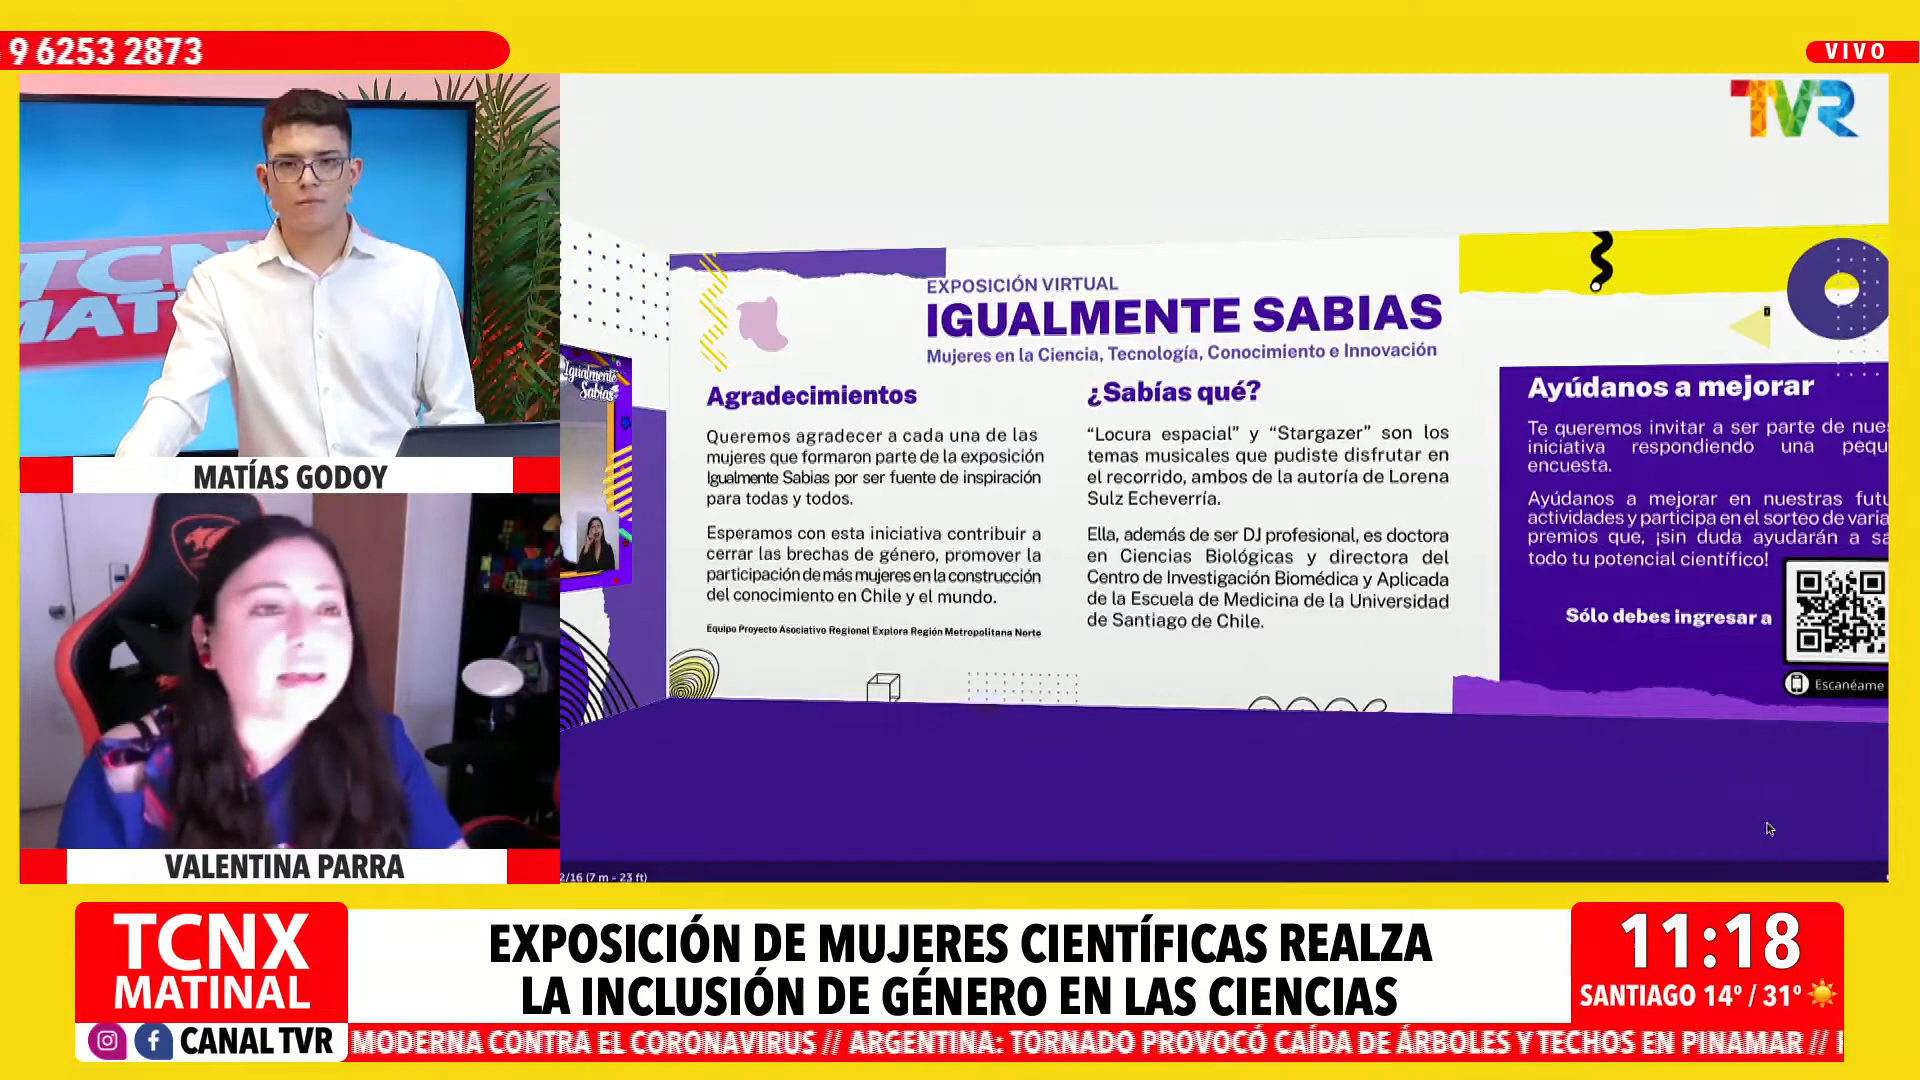 9 6253 2873
VIVO
TVR
TCN
MAT
MATÍAS GODOY
VALENTINA PARRA
Igualmente
Sabias
EXPOSICIÓN VIRTUAL
IGUALMENTE SABIAS
Mujeres en la Ciencia, Tecnología, Conocimiento e Innovación
Agradecimientos
Queremos agradecer a cada una de las
mujeres que formaron parte de la exposición
Igualmente Sabias por ser fuente de inspiración
para todas y todos.
Esperamos con esta iniciativa contribuir a
cerrar las brechas de género, promover la
participación de más mujeres en la construcción
del conocimiento en Chile y el mundo.
Equipo Proyecto Asociativo Regional Explora Región Metropolitana Norte
¿Sabías qué?
“Locura espacial” y “Stargazer” son los
temas musicales que pudiste disfrutar en
el recorrido, ambos de la autoría de Lorena
Sulz Echeverría.
Ella, además de ser DJ profesional, es doctora
en Ciencias Biológicas y directora del
Centro de Investigación Biomédica y Aplicada
de la Escuela de Medicina de la Universidad
de Santiago de Chile.
Ayúdanos a mejorar
Te queremos invitar a ser parte de nues
iniciativa respondiendo una pequ
encuesta.
Ayúdanos a mejorar en nuestras futu
actividades y participa en el sorteo de varia
premios que, ¡sin duda ayudarán a sa
todo tu potencial científico!
Sólo debes ingresar a
Escanéame
2/16 (7 m - 23 ft)
TCNX
MATINAL
CANAL TVR
EXPOSICIÓN DE MUJERES CIENTÍFICAS REALZA
LA INCLUSIÓN DE GÉNERO EN LAS CIENCIAS
11:18
SANTIAGO 14º / 31º
MODERNA CONTRA EL CORONAVIRUS // ARGENTINA: TORNADO PROVOCÓ CAÍDA DE ÁRBOLES Y TECHOS EN PINAMAR //